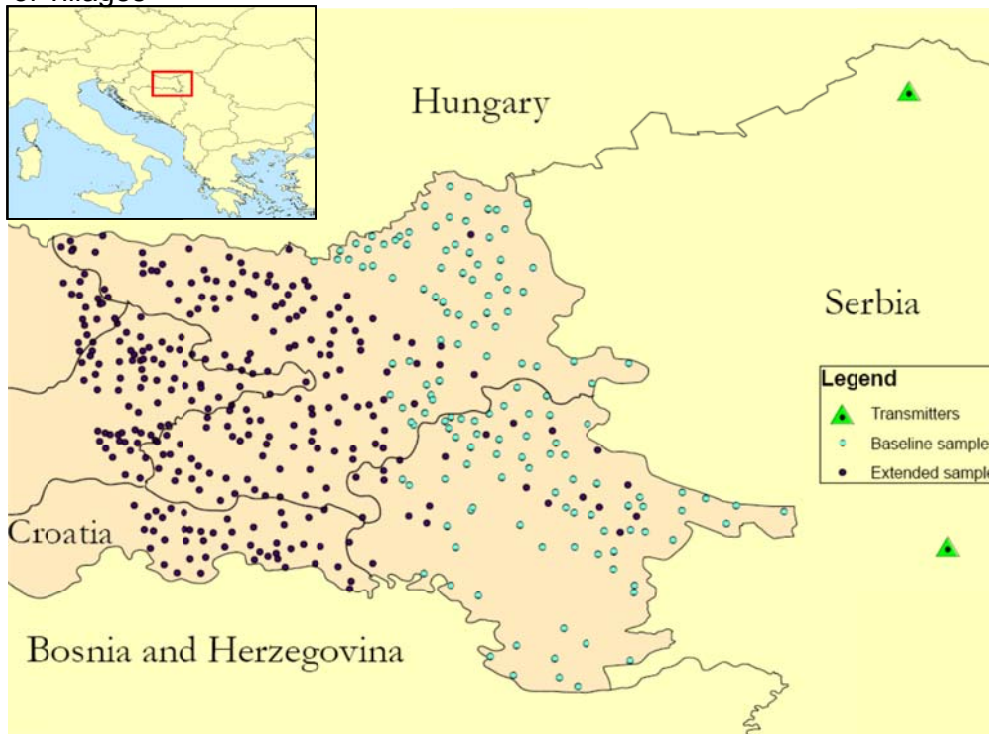 Hungary
Serbia
Legend
Transmitters
Baseline sample
Extended sample
Croatia
Bosnia and Herzegovina